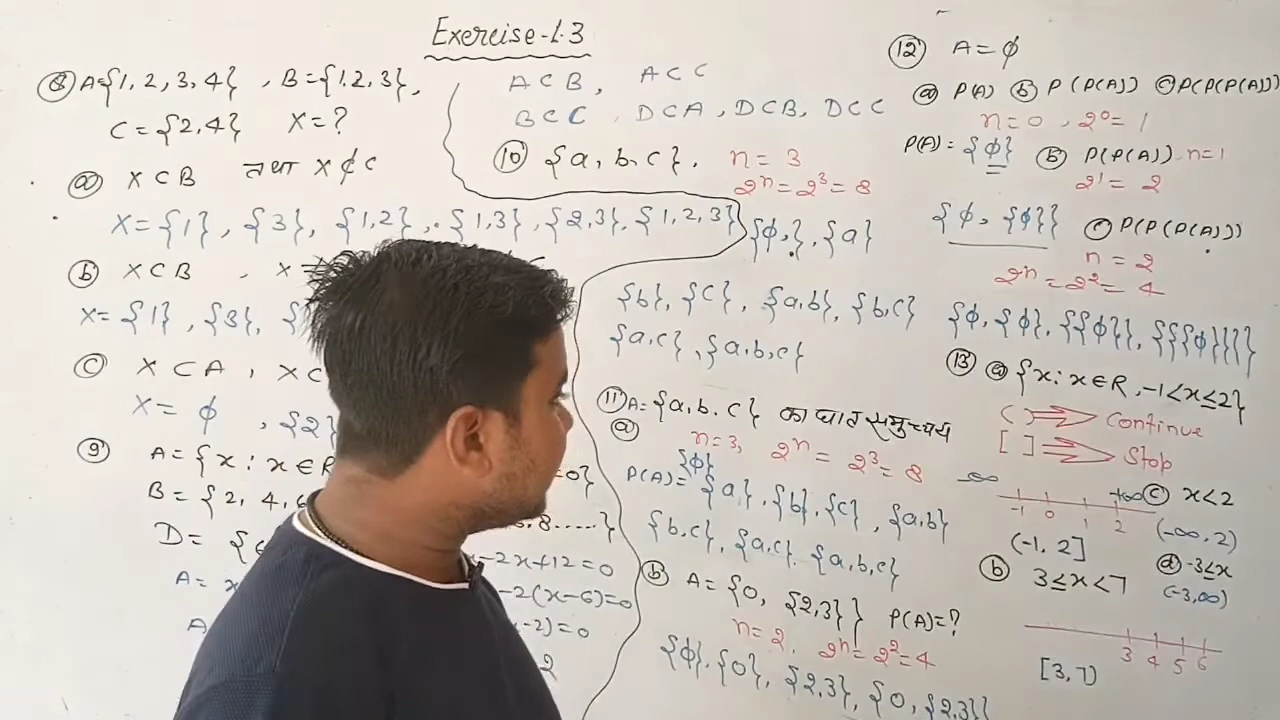 Exercise-1.3
⑧ A={1, 2, 3, 4} , B={1,2,3},
C={2,4} X=?
ⓐ X⊂B तथा X⊄C
X={1}, {3}, {1,2}, {1,3}, {2,3}, {1,2,3}
ⓑ X⊂B , X
X={1}, {3},
ⓒ X⊂A , X⊂
X= ϕ , {2}
⑨ A={x : x∈R =0}
B={2, 4, 6
8.....}
D= {6
A= x -2x+12=0
-2(x-6)=0
A -2)=0
2
A⊂B, A⊂C
B⊂C, D⊂A, D⊂B, D⊂C
⑩ {a, b, c}. n=3
2ⁿ=2³=8
{ϕ,}, {a}
{b}, {c}, {a,b}, {b,c}
{a,c}, {a,b,c}
⑪ A={a,b,c} का घात समुच्चय
ⓐ n=3, 2ⁿ=2³=8
{ϕ}
P(A)= {a}, {b}, {c}, {a,b}
{b,c}, {a,c}, {a,b,c}
ⓑ A={0, {2,3}} P(A)=?
n=2, 2ⁿ=2²=4
{ϕ}, {0}, {2,3}, {0, {2,3}}
⑫ A=ϕ
ⓐ P(A) ⓑ P(P(A)) ⓒ P(P(P(A))
n=0, 2⁰=1
P(A)= {ϕ} ⓑ P(P(A)) n=1
2¹=2
{ϕ, {ϕ}} ⓒ P(P(P(A)))
n=2
2ⁿ=2²=4
{ϕ, {ϕ}, {{ϕ}}, {{{ϕ}}}}
⑬ ⓐ {x : x∈R, -1<x≤2}
( ) ⇒ Continue
[ ] ⇒ Stop
-∞ +∞
-1 0 1 2
(-1, 2]
ⓒ x<2
(-∞, 2)
ⓑ 3≤x<7
3 4 5 6
[3,7)
ⓓ -3≤x
(-3,∞)